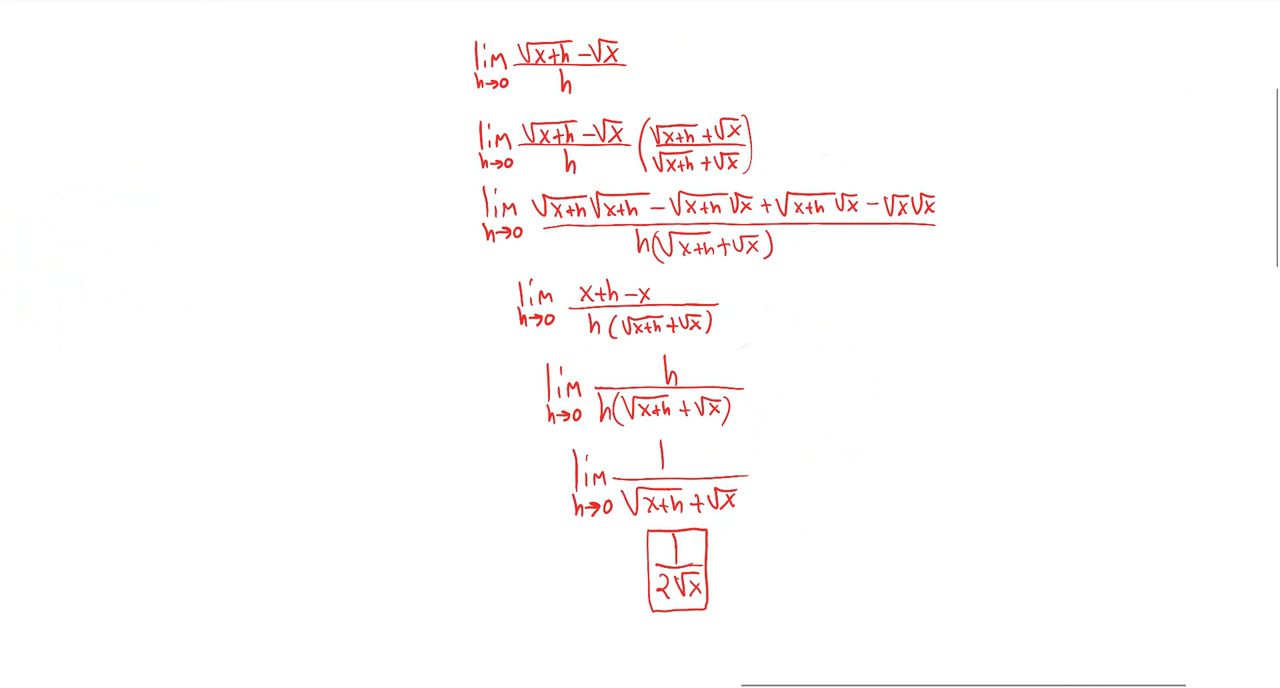 lim h→0 (√(x+h) - √x)/h
lim h→0 (√(x+h) - √x)/h ((√(x+h) + √x)/(√(x+h) + √x))
lim h→0 (√(x+h)√(x+h) - √(x+h)√x + √(x+h)√x - √x√x)/(h(√(x+h) + √x))
lim h→0 (x+h-x)/(h(√(x+h) + √x))
lim h→0 h/(h(√(x+h) + √x))
lim h→0 1/(√(x+h) + √x)
1/(2√x)